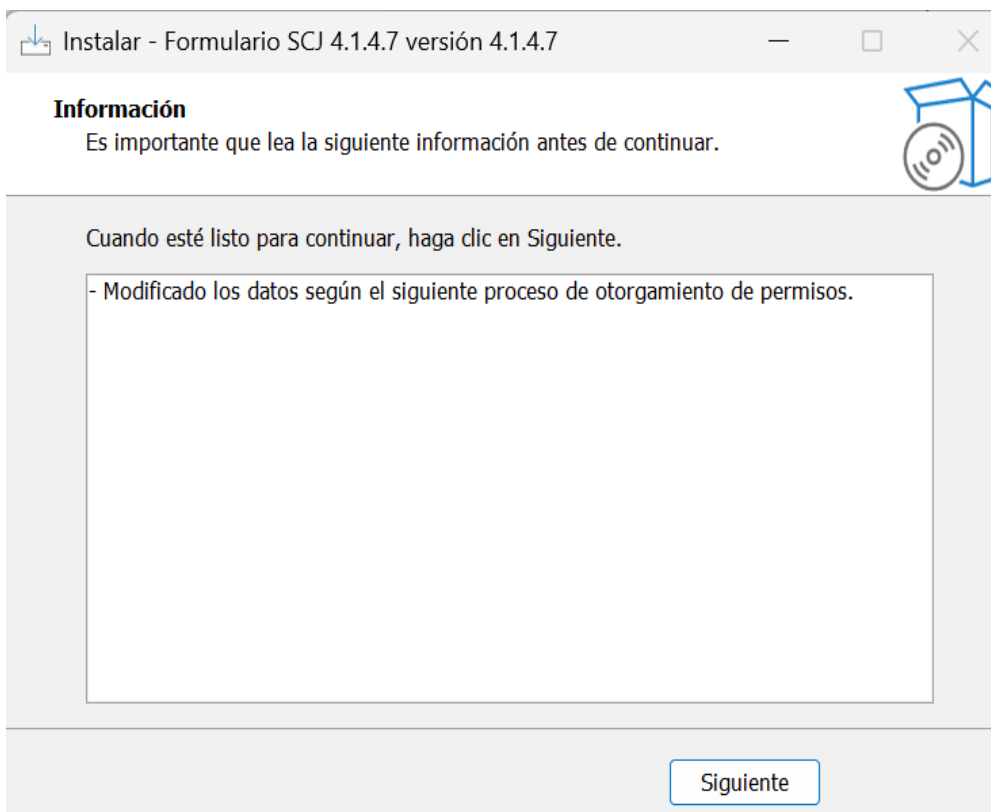 Instalar - Formulario SCJ 4.1.4.7 versión 4.1.4.7
Información
Es importante que lea la siguiente información antes de continuar.
Cuando esté listo para continuar, haga clic en Siguiente.
- Modificado los datos según el siguiente proceso de otorgamiento de permisos.
Siguiente